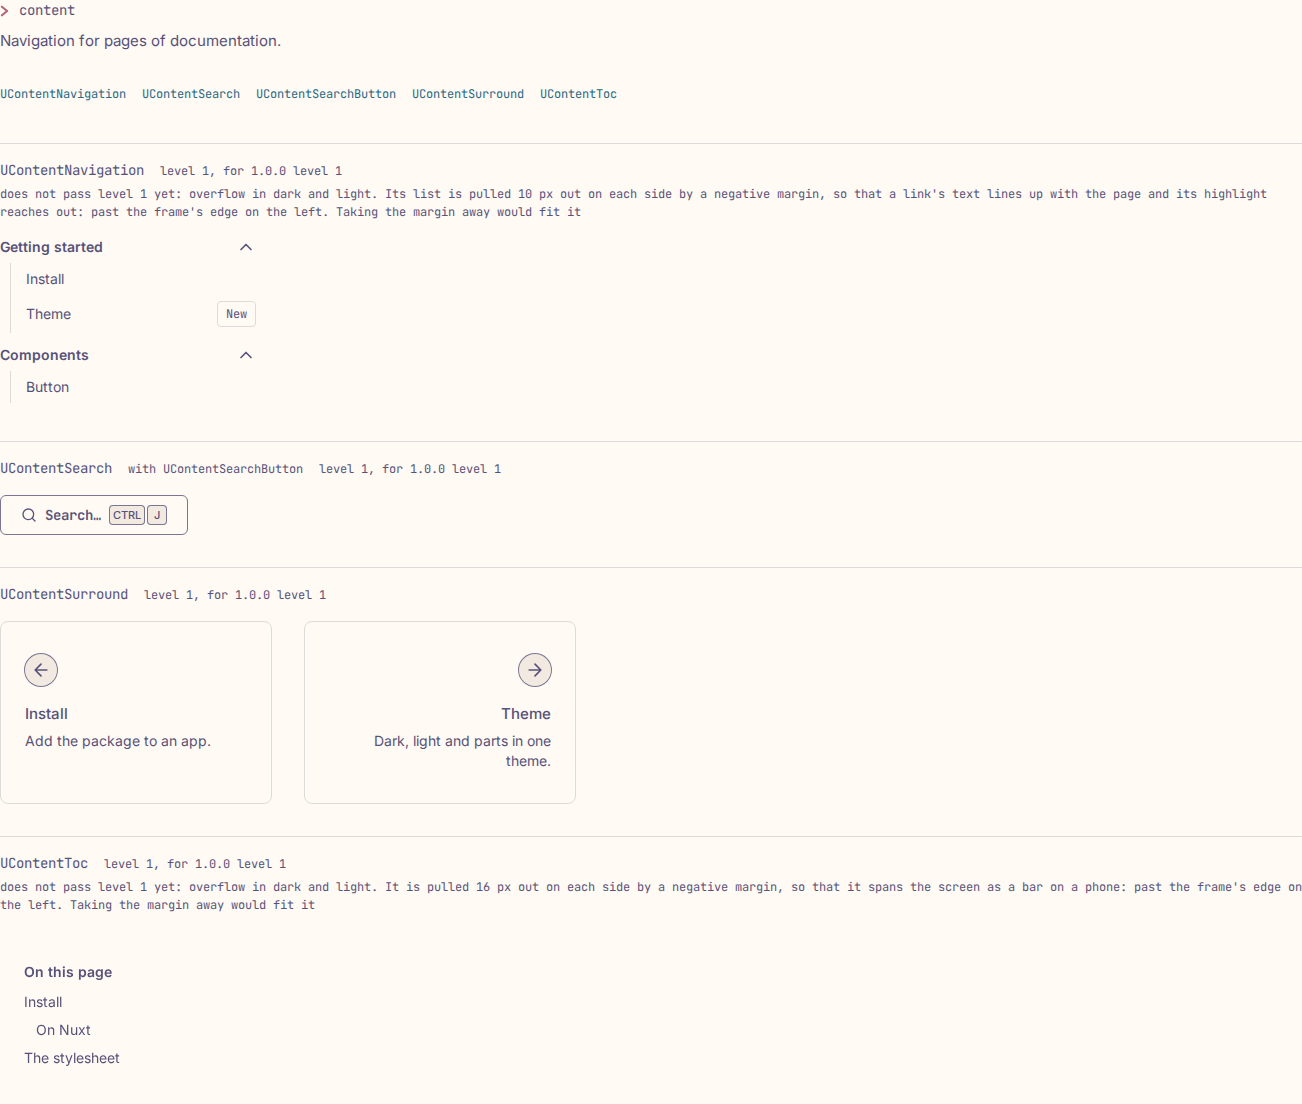 content
Navigation for pages of documentation.
UContentNavigation UContentSearch UContentSearchButton UContentSurround UContentToc
UContentNavigation level 1, for 1.0.0 level 1
does not pass level 1 yet: overflow in dark and light. Its list is pulled 10 px out on each side by a negative margin, so that a link's text lines up with the page and its highlight
reaches out: past the frame's edge on the left. Taking the margin away would fit it
Getting started
Install
Theme New
Components
Button
UContentSearch with UContentSearchButton level 1, for 1.0.0 level 1
Search… CTRL J
UContentSurround level 1, for 1.0.0 level 1
Install
Add the package to an app.
Theme
Dark, light and parts in one
theme.
UContentToc level 1, for 1.0.0 level 1
does not pass level 1 yet: overflow in dark and light. It is pulled 16 px out on each side by a negative margin, so that it spans the screen as a bar on a phone: past the frame's edge on
the left. Taking the margin away would fit it
On this page
Install
On Nuxt
The stylesheet